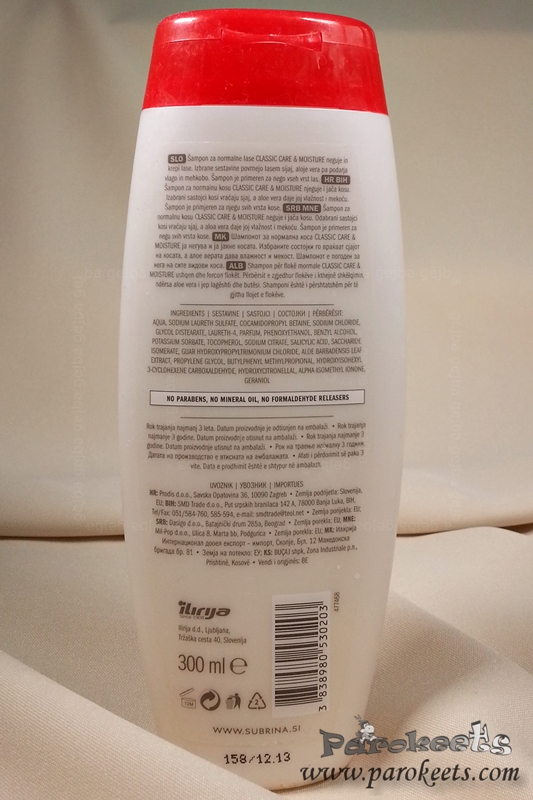 SLO Šampon za normalne lase CLASSIC CARE & MOISTURE neguje in
krepi lase. Izbrane sestavine povrnejo lasem sijaj, aloe vera pa podarja
vlago in mehkobo. Šampon je primeren za nego vseh vrst las. HR BIH
Šampon za normalnu kosu CLASSIC CARE & MOISTURE njeguje i jača kosu.
Izabrani sastojci kosi vraćaju sjaj, a aloe vera daje joj vlažnost i mekoću.
Šampon je primjeren za njegu svih vrsta kose. SRB MNE Šampon za
normalnu kosu CLASSIC CARE & MOISTURE neguje i jača kosu. Odabrani sastojci
kosi vraćaju sjaj, a aloe vera daje joj vlažnost i mekoću. Šampon je primeren za
negu svih vrsta kose. MK Шампонот за нормална коса CLASSIC CARE &
MOISTURE ја негува и ја јакне косата. Избраните состојки го враќаат сјајот
на косата, а алое верата дава влажност и мекост. Шампонот е погоден за
нега на сите видови коса. ALB Shampo për flokë normale CLASSIC CARE &
MOISTURE ushqen dhe forcon flokët. Përbërësit e zgjedhur flokëve i kthejnë shkëlqimin,
ndërsa aloe vera i jep lagështi dhe butësi. Shamponi është i përshtatshëm për të
gjitha llojet e flokëve.
INGREDIENTS | SESTAVINE | SASTOJCI | СОСТОЈКИ | PËRBËRËSIT:
AQUA, SODIUM LAURETH SULFATE, COCAMIDOPROPYL BETAINE, SODIUM CHLORIDE,
GLYCOL DISTEARATE, LAURETH-4, PARFUM, PHENOXYETHANOL, BENZYL ALCOHOL,
POTASSIUM SORBATE, TOCOPHEROL, SODIUM CITRATE, SALICYLIC ACID, SACCHARIDE
ISOMERATE, GUAR HYDROXYPROPYLTRIMONIUM CHLORIDE, ALOE BARBADENSIS LEAF
EXTRACT, PROPYLENE GLYCOL, BUTYLPHENYL METHYLPROPIONAL, HYDROXYISOHEXYL
3-CYCLOHEXENE CARBOXALDEHYDE, HYDROXYCITRONELLAL, ALPHA ISOMETHYL IONONE,
GERANIOL
NO PARABENS, NO MINERAL OIL, NO FORMALDEHYDE RELEASERS
Rok trajanja najmanj 3 leta. Datum proizvodnje je odtisnjen na embalaži. • Rok trajanja
najmanje 3 godine. Datum proizvodnje otisnut na ambalaži. • Rok trajanja najmanje 3
godine. Datum proizvodnje otisnut na ambalaži. • Рок на траење најмалку 3 години.
Датата на производство е втисната на амбалажата. • Afati i përdorimit së paku 3
vite. Data e prodhimit është e shtypur në ambalazh.
UVOZNIK | УВОЗНИК | IMPORTUES
HR: Prodis d.o.o., Savska Opatovina 36, 10090 Zagreb • Zemlja podrijetla: Slovenija,
EU; BIH: SMD Trade d.o.o., Put srpskih branilaca 142 A, 78000 Banja Luka, BIH,
Tel/Fax: 051/584-760, 585-594, e-mail: smdtrade@teol.net • Zemlja porijekla: EU;
SRB: Dasigo d.o.o., Batajnički drum 285a, Beograd • Zemlja porekla: EU; MNE:
Mil-Pop d.o.o., Ulica 8. Marta bb, Podgorica • Zemlja porekla: EU; MK: Илирија
Интернационал дооел експорт – импорт, Скопје, Бул. 12 Македонска
бригада бр. 81 • Земја на потекло: ЕУ; KS: BUÇAJ shpk, Zona Industriale p.n.,
Prishtinë, Kosovë • Vendi i origjinës: BE
ilirija
Ilirija d.d., Ljubljana,
Tržaška cesta 40, Slovenija
300 ml e
12M
2
471468
3 838980 530203
WWW.SUBRINA.SI
158/12.13
Parokeets
www.parokeets.com